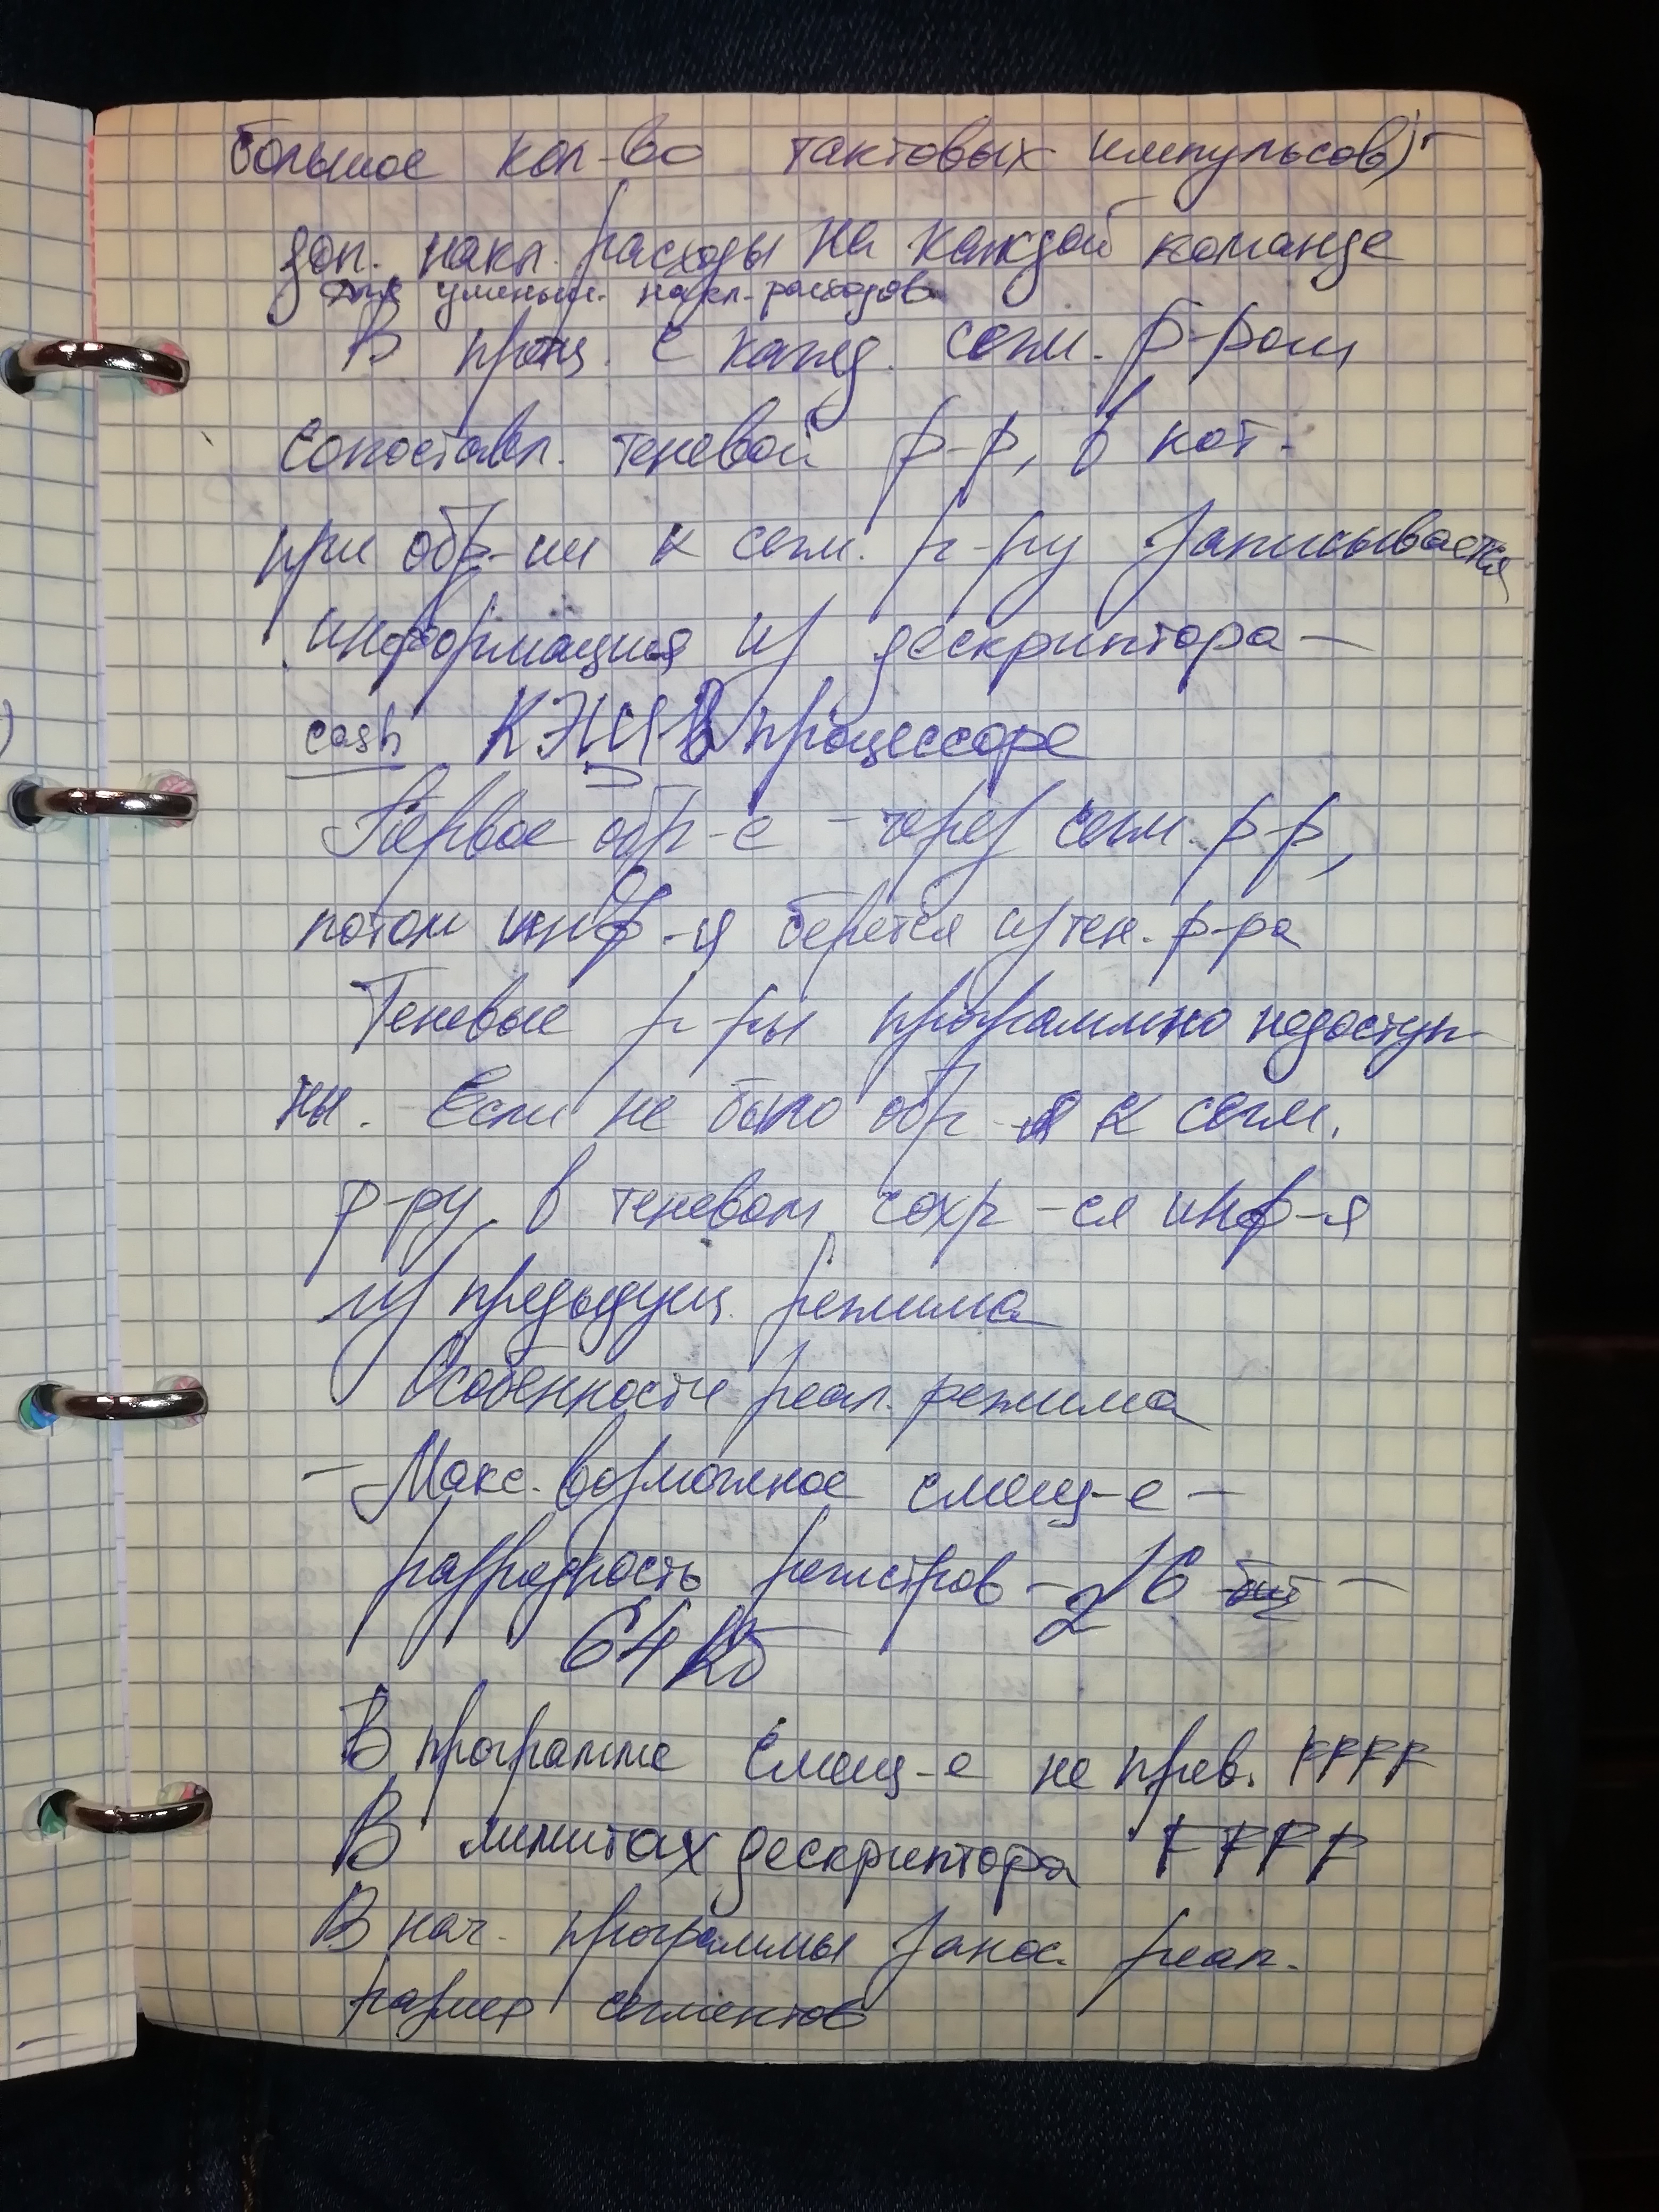 большое кол-во тактовых импульсов) -
доп. накл. расходы на каждой команде
для уменьш. накл. расходов
В проц. с кажд. сегм. р-ром
сопоставл. теневой р-р, в кот.
при обр-ии к сегм. р-ру записывается
информация из дескриптора -
cash КЭШ В процессоре
Первое обр-е - через сегм. р-р,
потом инф-я берется из тен. р-ра
Теневые р-ры программно недоступ-
ны. Если не было обр-я к сегм.
р-ру, в теневом сохр-ся инф-я
из предыдущ. режима
Особенности реал. режима
- Макс. возможное смещ-е -
разрядность регистров - 216 бит -
64 Кб
В программе смещ-е не прев. FFFF
В лимитах дескриптора FFFF
В нач. программы занос. реал.
размер сегментов